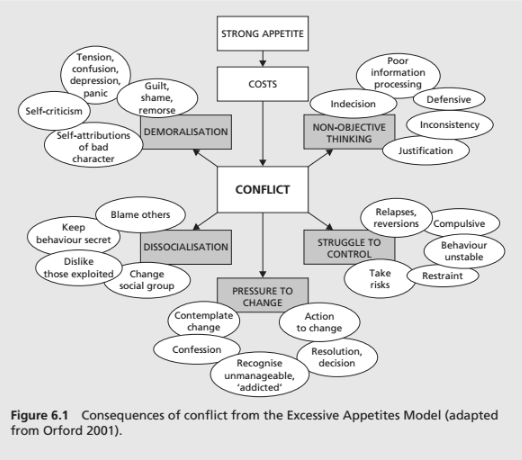 STRONG APPETITE
COSTS
CONFLICT
Tension,
confusion,
depression,
panic
Guilt,
shame,
remorse
Self-criticism
Self-attributions
of bad
character
DEMORALISATION
Poor
information
processing
Indecision
Defensive
Inconsistency
Justification
NON-OBJECTIVE
THINKING
Blame others
Keep
behaviour secret
Dislike
those exploited
Change
social group
DISSOCIALISATION
Relapses,
reversions
Compulsive
Behaviour
unstable
Restraint
Take
risks
STRUGGLE TO
CONTROL
PRESSURE TO
CHANGE
Contemplate
change
Confession
Recognise
unmanageable,
'addicted'
Resolution,
decision
Action
to change
Figure 6.1 Consequences of conflict from the Excessive Appetites Model (adapted
from Orford 2001).